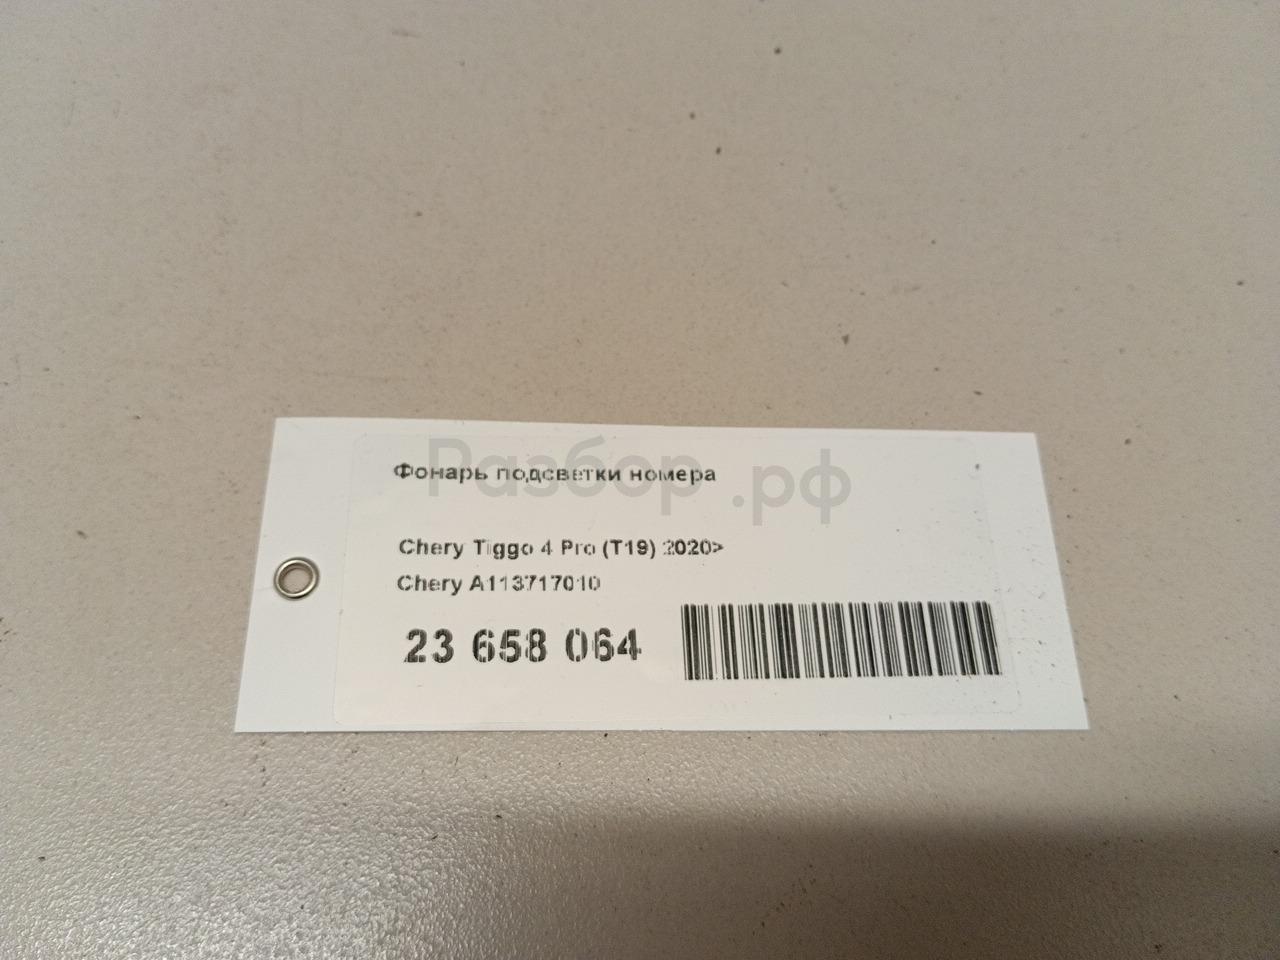 Фонарь подсветки номера
Разбор.рф
Chery Tiggo 4 Pro (T19) 2020>
Chery A113717010
23 658 064